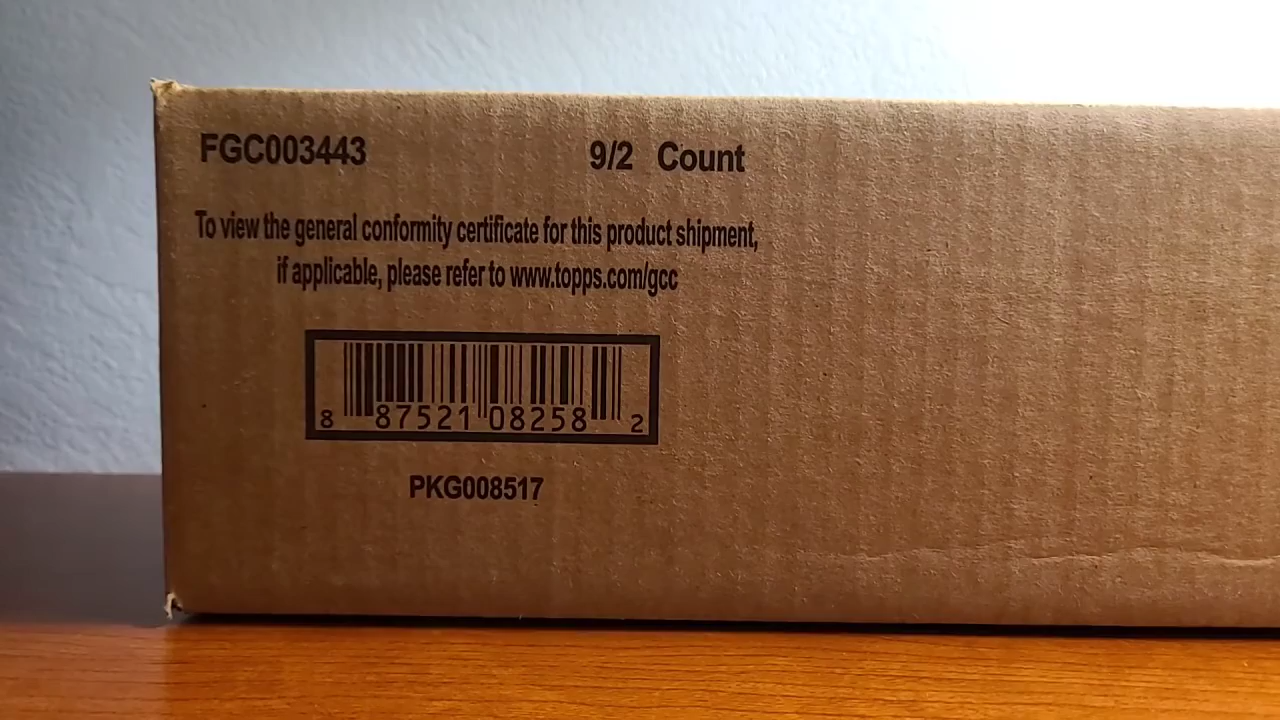 FGC003443 9/2 Count
To view the general conformity certificate for this product shipment,
if applicable, please refer to www.topps.com/gcc
8 87521 08258 2
PKG008517